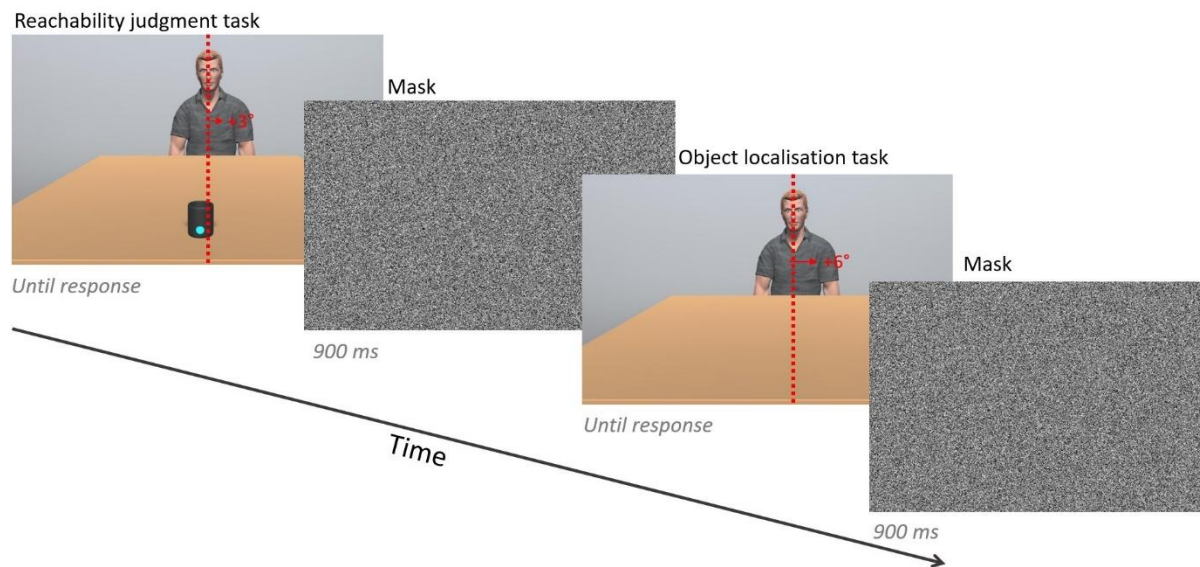 Reachability judgment task
+3°
Until response
Mask
900 ms
Object localisation task
+6°
Until response
Mask
900 ms
Time